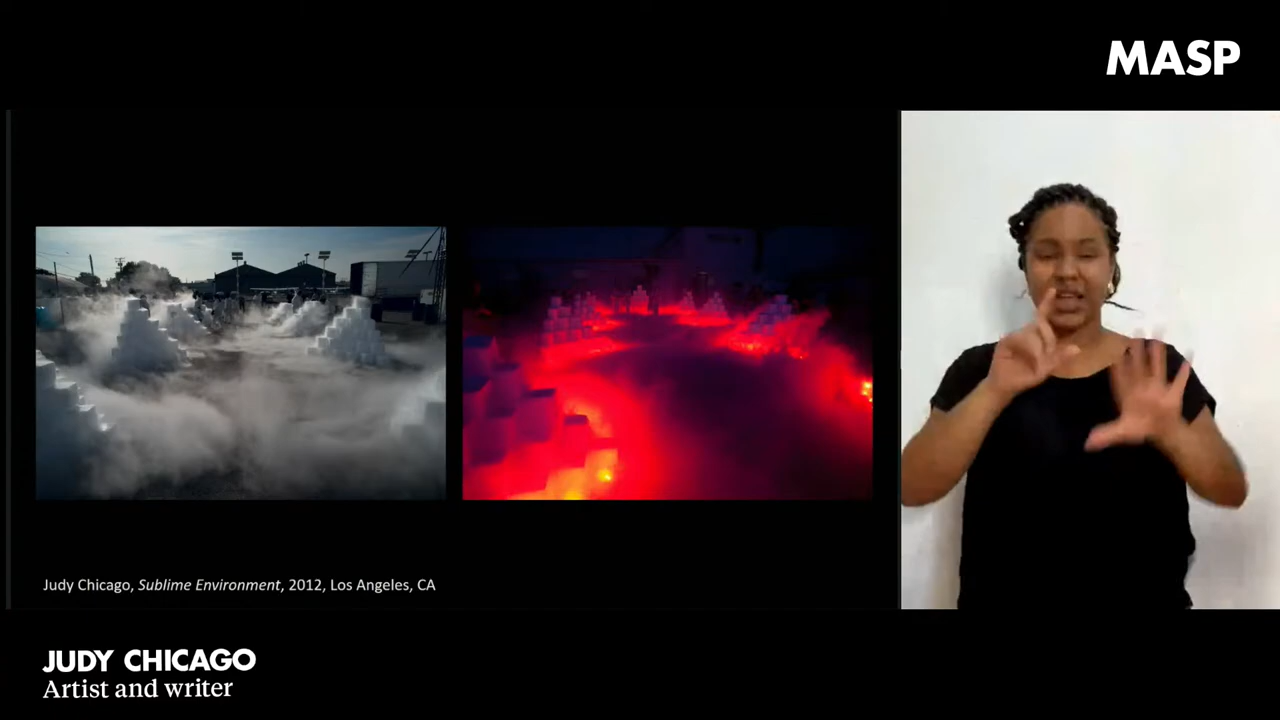 MASP
Judy Chicago, Sublime Environment, 2012, Los Angeles, CA
JUDY CHICAGO
Artist and writer